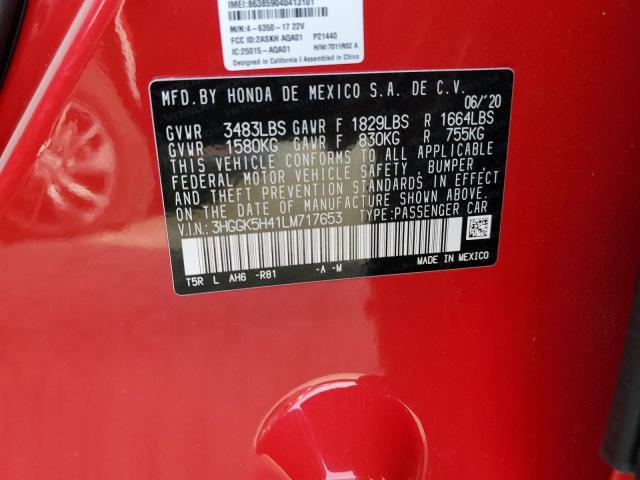 IMEI: 863859040413101
M/N:4-6350-17 22V
FCC ID:2ASKH AQA01 P21440
IC:25015-AQA01 H/W:7011R02 A
Designed in California | Assembled in China
MFD.BY HONDA DE MEXICO S.A. DE C.V.
06/'20
GVWR 3483LBS GAWR F 1829LBS R 1664LBS
GVWR 1580KG GAWR F 830KG R 755KG
THIS VEHICLE CONFORMS TO ALL APPLICABLE
FEDERAL MOTOR VEHICLE SAFETY, BUMPER,
AND THEFT PREVENTION STANDARDS IN EFFECT
ON THE DATE OF MANUFACTURE SHOWN ABOVE.
V.I.N.: 3HGGK5H41LM717653 TYPE:PASSENGER CAR
T5R L AH6 -R81 -A -M
MADE IN MEXICO